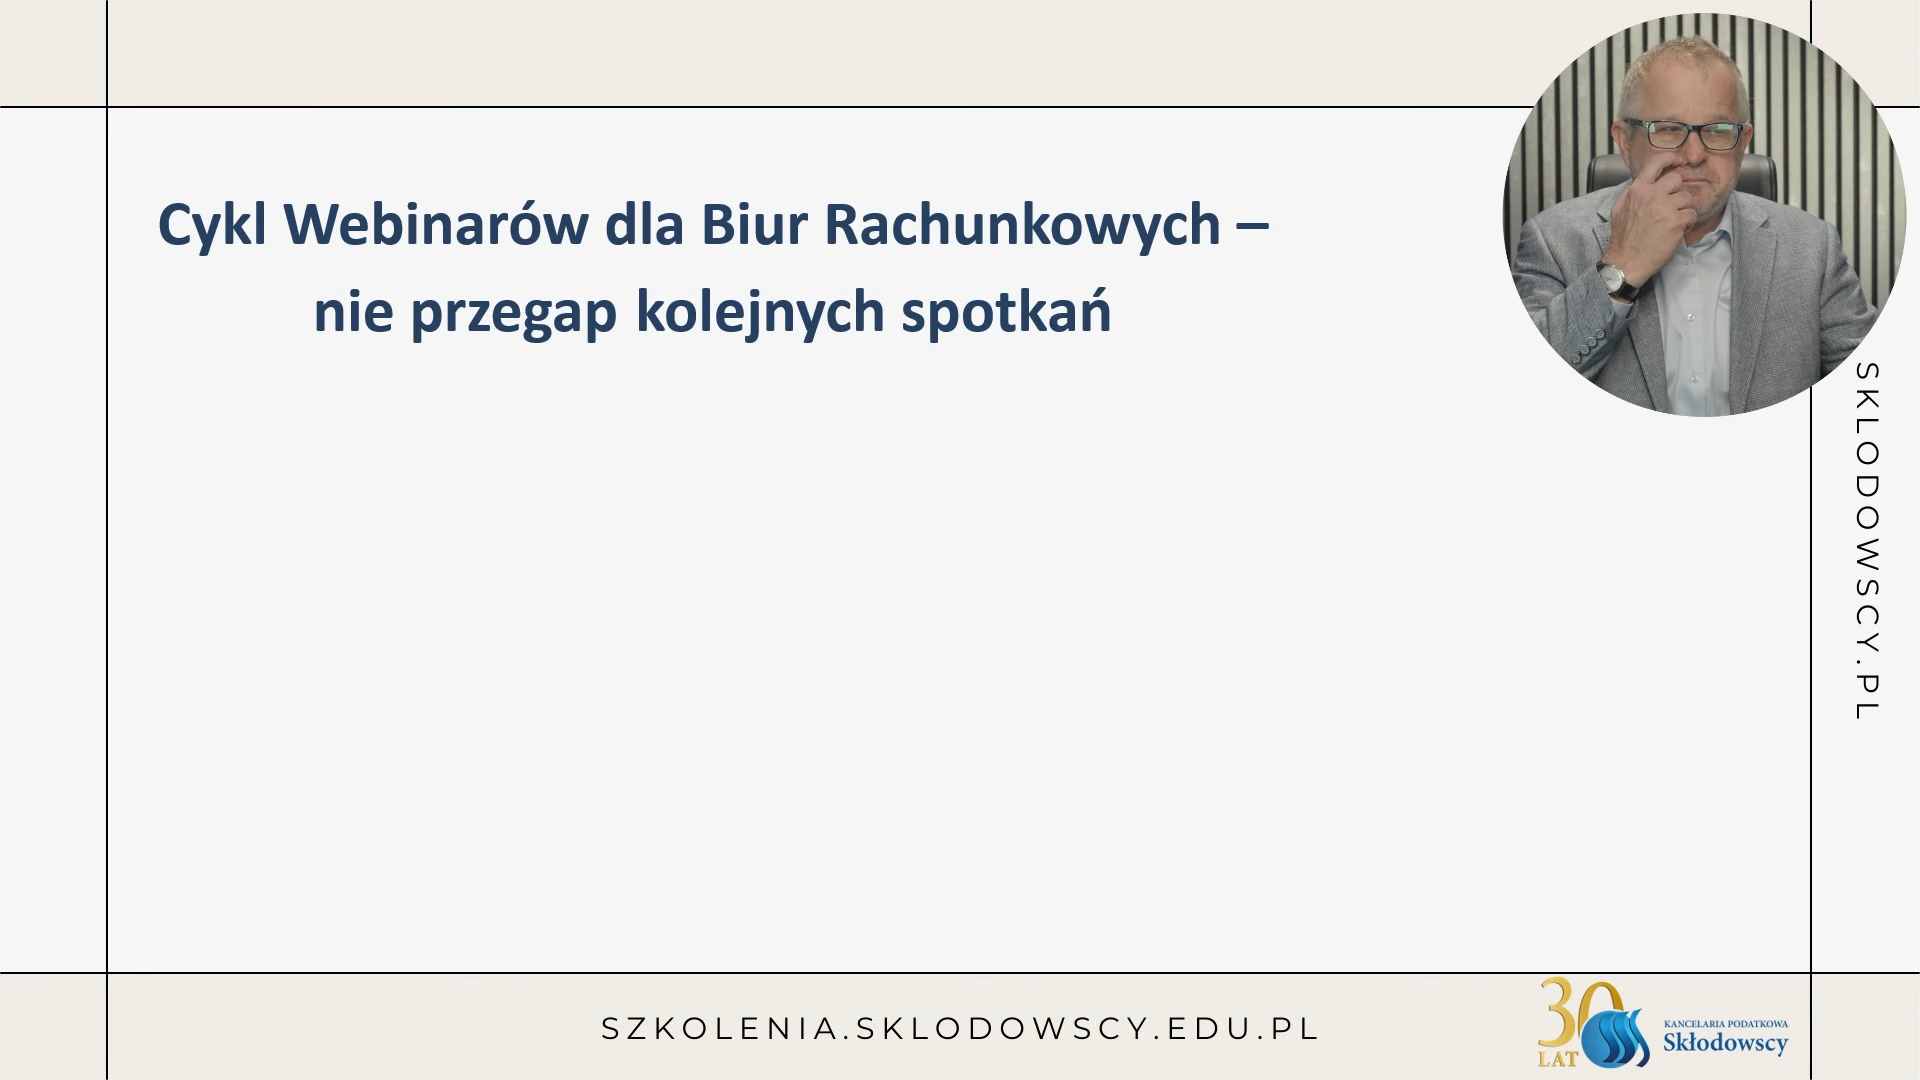 Cykl Webinarów dla Biur Rachunkowych –
nie przegap kolejnych spotkań
SKLODOWSCY.PL
SZKOLENIA.SKLODOWSCY.EDU.PL
30
LAT
KANCELARIA PODATKOWA
Skłodowscy